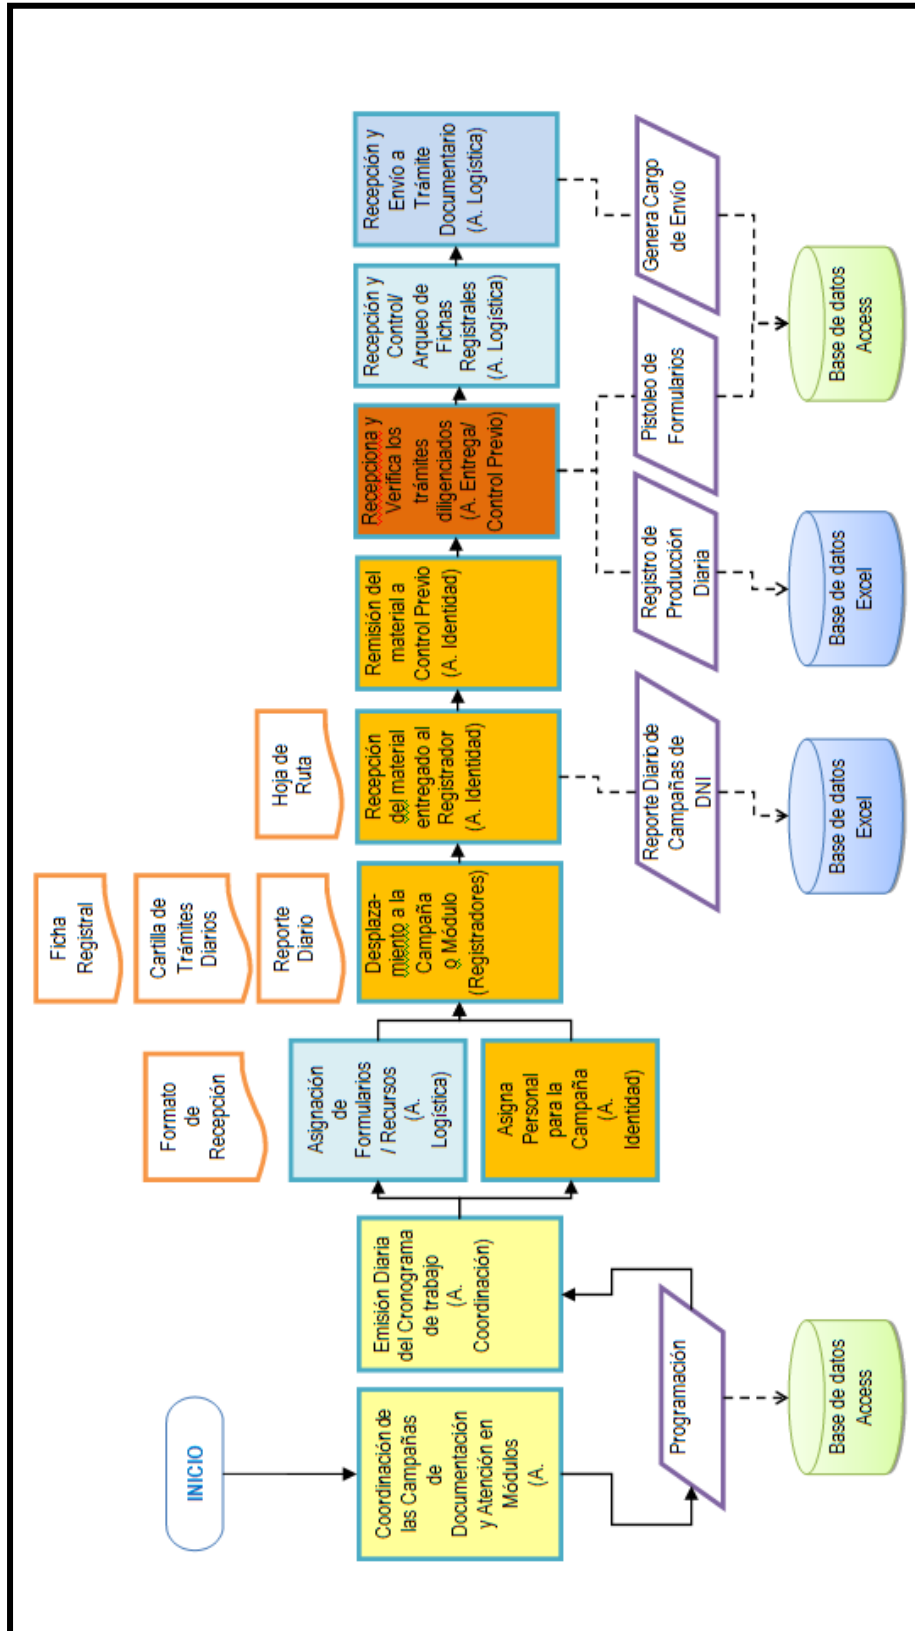 INICIO
Coordinación de
las Campañas
de
Documentación
y Atención en
Módulos
(A.
Programación
Base de datos
Access
Emisión Diaria
del Cronograma
de trabajo
(A.
Coordinación)
Formato
de
Recepción
Asignación
de
Formularios
/ Recursos
(A.
Logística)
Asigna
Personal
para la
Campaña
(A.
Identidad)
Ficha
Registral
Cartilla de
Trámites
Diarios
Reporte
Diario
Desplaza-
miento a la
Campaña
o Módulo
(Registradores)
Hoja de
Ruta
Recepción
del material
entregado al
Registrador
(A. Identidad)
Reporte Diario de
Campañas de
DNI
Base de datos
Excel
Remisión del
material a
Control Previo
(A. Identidad)
Recepciona y
Verifica los
trámites
diligenciados
(A. Entrega/
Control Previo)
Registro de
Producción
Diaria
Base de datos
Excel
Pistoleo de
Formularios
Recepción y
Control/
Arqueo de
Fichas
Registrales
(A. Logística)
Recepción y
Envío a
Trámite
Documentario
(A. Logística)
Genera Cargo
de Envío
Base de datos
Access